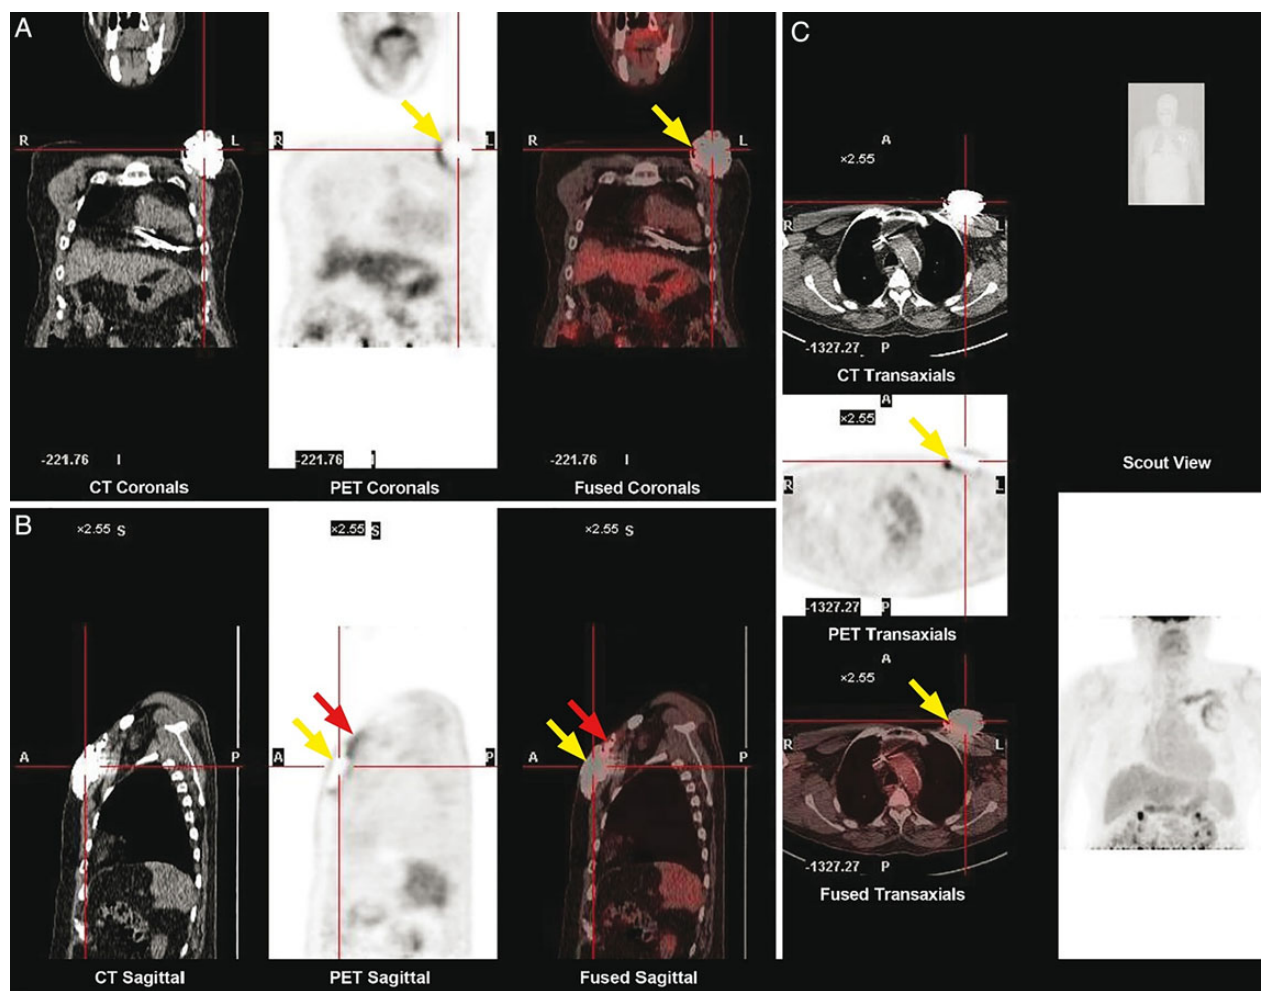 A
R L
R L
R L
-221.76 I
-221.76 I
-221.76 I
CT Coronals PET Coronals Fused Coronals
B
×2.55 S
×2.55 S
×2.55 S
A P
A P
A P
CT Sagittal PET Sagittal Fused Sagittal
C
A
×2.55
R L
-1327.27 P
CT Transaxials
A
×2.55
R L
-1327.27 P
PET Transaxials
A
×2.55
R L
-1327.27 P
Fused Transaxials
Scout View